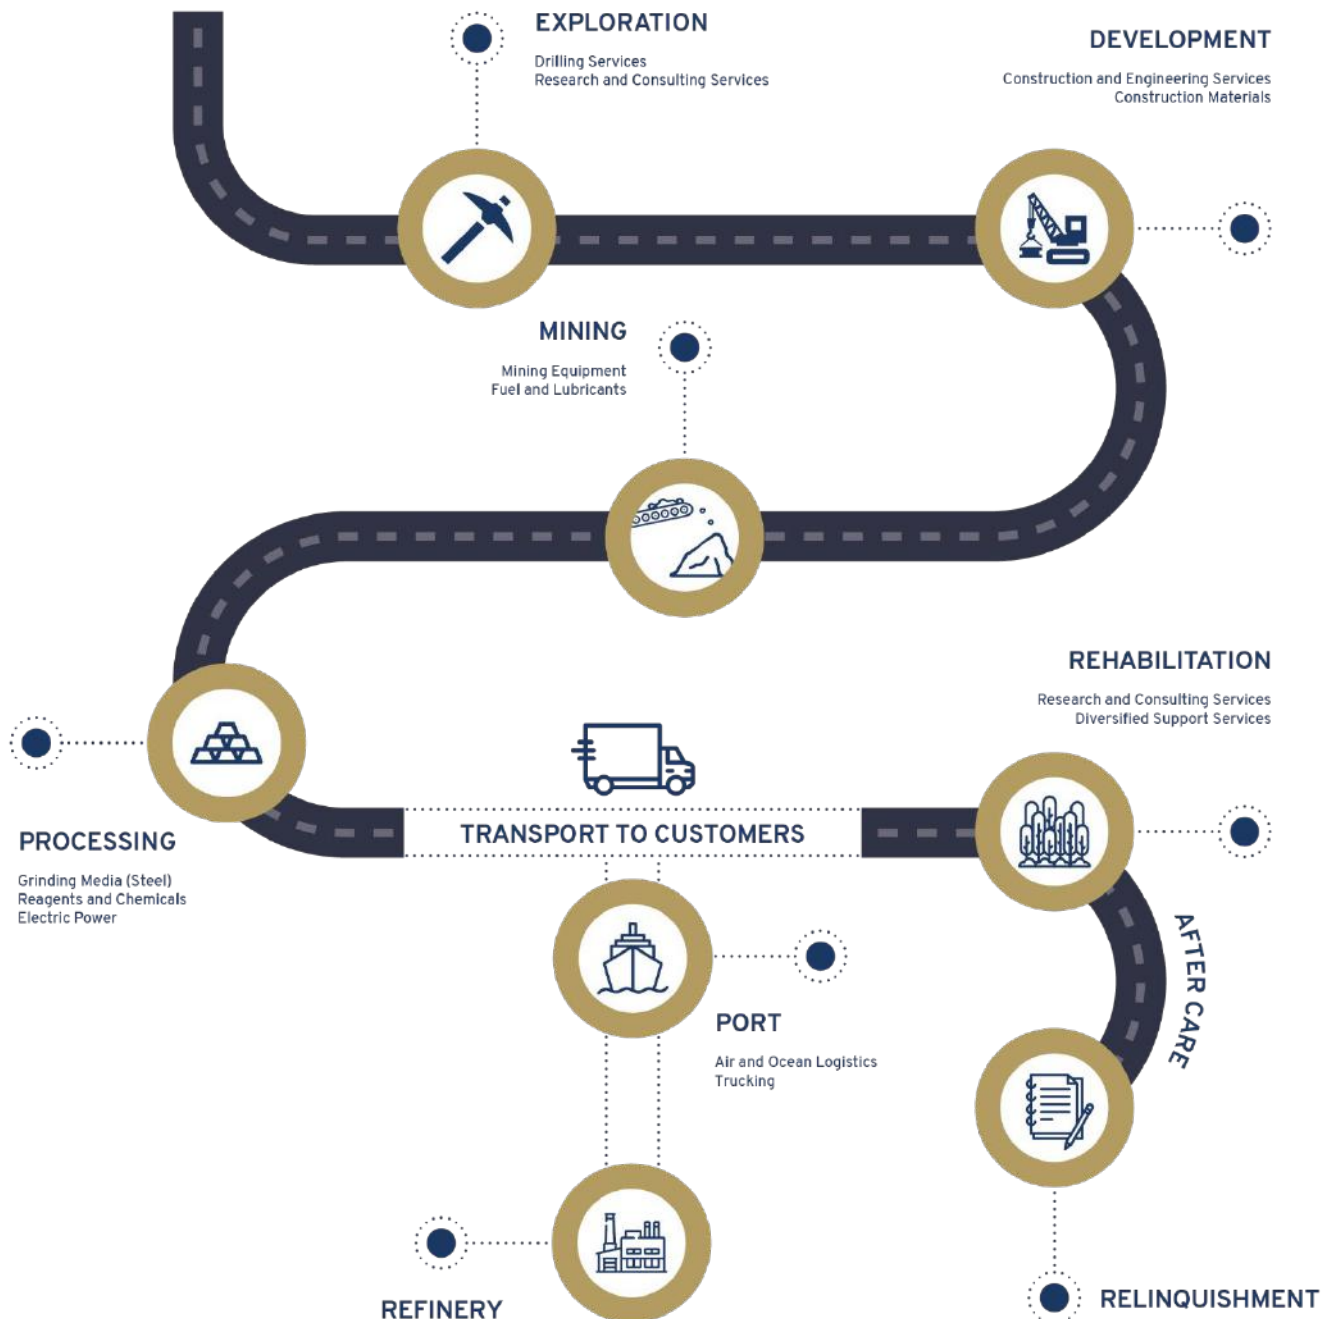 EXPLORATION
Drilling Services
Research and Consulting Services
DEVELOPMENT
Construction and Engineering Services
Construction Materials
MINING
Mining Equipment
Fuel and Lubricants
REHABILITATION
Research and Consulting Services
Diversified Support Services
PROCESSING
Grinding Media (Steel)
Reagents and Chemicals
Electric Power
TRANSPORT TO CUSTOMERS
AFTER CARE
PORT
Air and Ocean Logistics
Trucking
REFINERY
RELINQUISHMENT